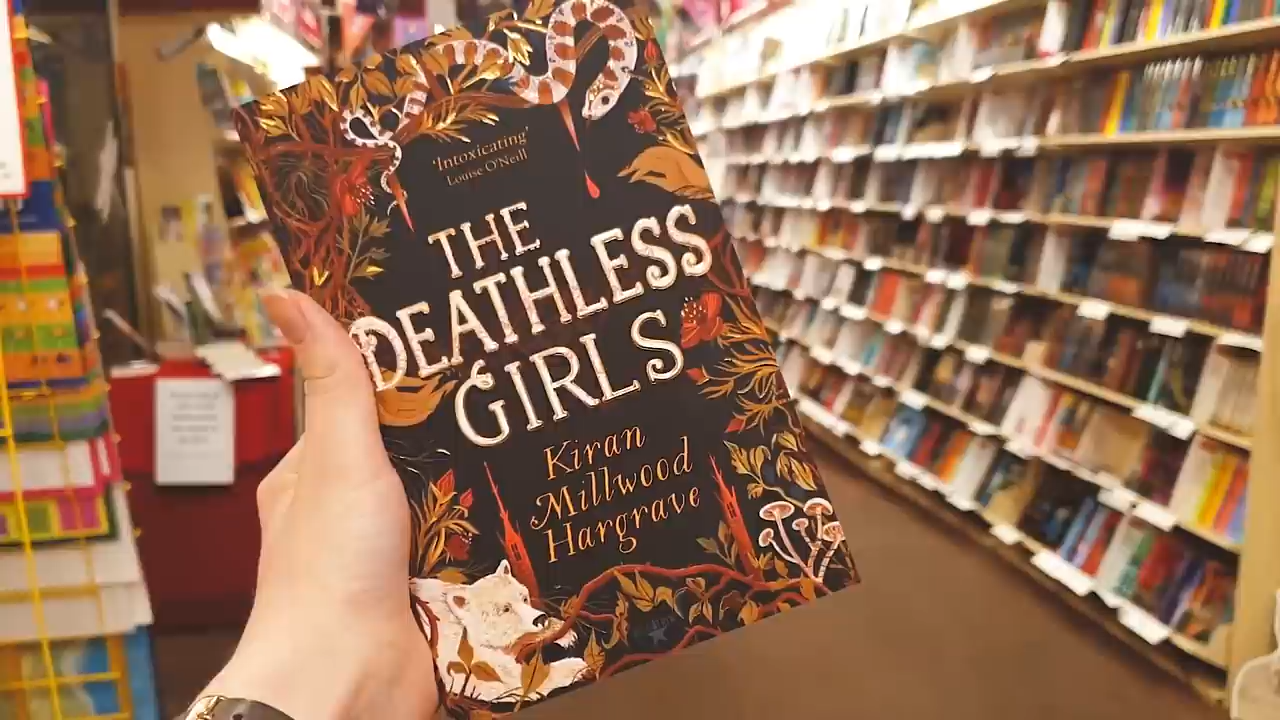 'Intoxicating'
Louise O'Neill
THE
DEATHLESS
GIRLS
Kiran
Millwood
Hargrave